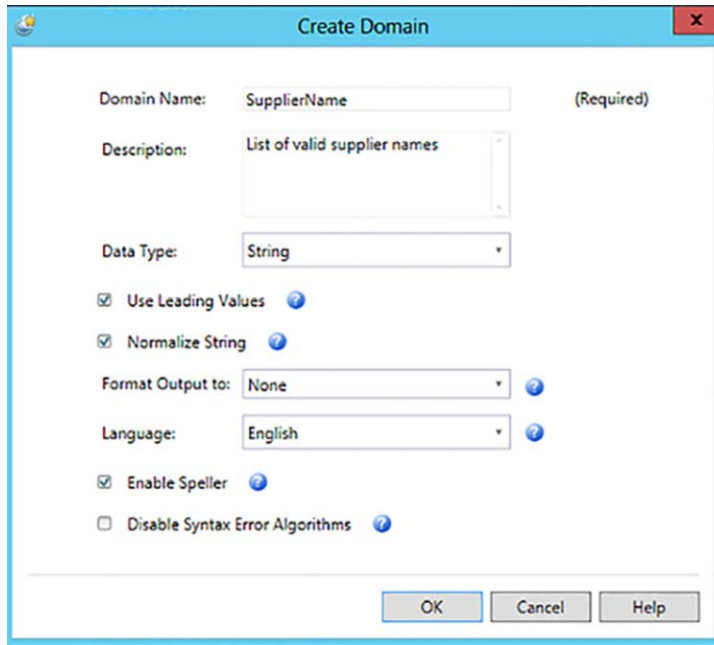 Create Domain
x
Domain Name: SupplierName (Required)
Description: List of valid supplier names
Data Type: String
Use Leading Values ?
Normalize String ?
Format Output to: None ?
Language: English ?
Enable Speller ?
Disable Syntax Error Algorithms ?
OK Cancel Help